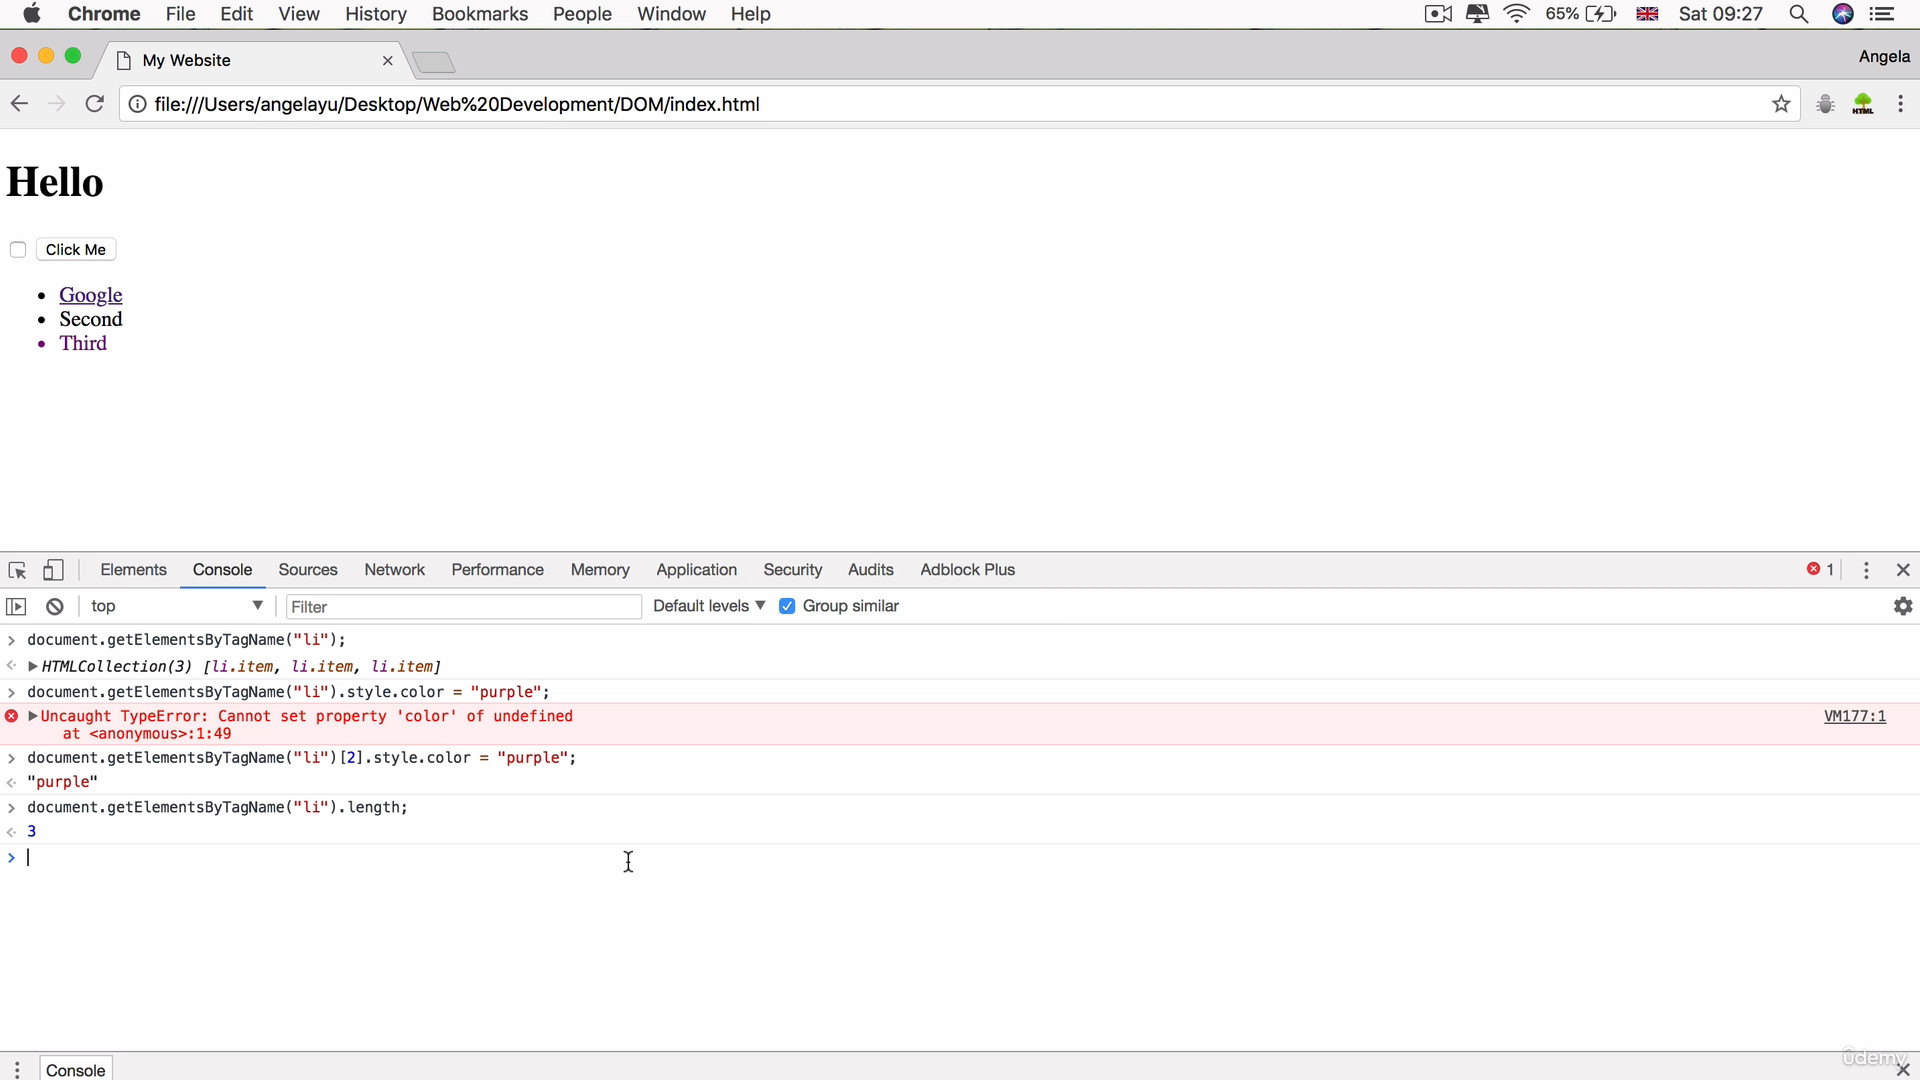 Chrome File Edit View History Bookmarks People Window Help 65% Sat 09:27
My Website Angela
file:///Users/angelayu/Desktop/Web%20Development/DOM/index.html HTML
Hello
Click Me
Google
Second
Third
Elements Console Sources Network Performance Memory Application Security Audits Adblock Plus 1
top Filter Default levels Group similar
document.getElementsByTagName("li");
HTMLCollection(3) [li.item, li.item, li.item]
document.getElementsByTagName("li").style.color = "purple";
Uncaught TypeError: Cannot set property 'color' of undefined VM177:1
at <anonymous>:1:49
document.getElementsByTagName("li")[2].style.color = "purple";
"purple"
document.getElementsByTagName("li").length;
3
Console
ûdemy